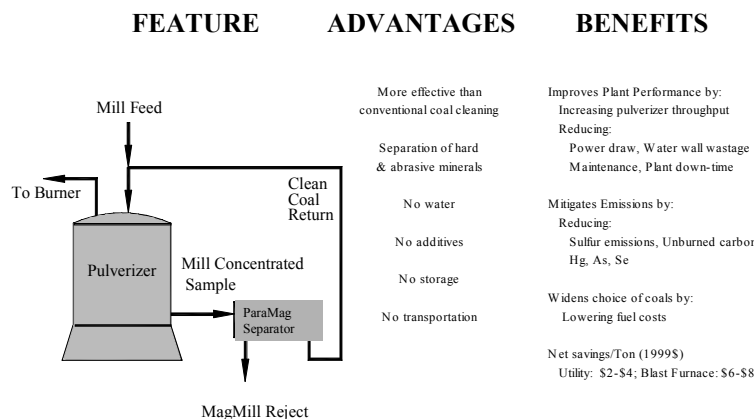 FEATURE
ADVANTAGES
BENEFITS
Mill Feed
To Burner
Clean
Coal
Return
Pulverizer
Mill Concentrated
Sample
ParaMag
Separator
MagMill Reject
More effective than
conventional coal cleaning
Separation of hard
& abrasive minerals
No water
No additives
No storage
No transportation
Improves Plant Performance by:
Increasing pulverizer throughput
Reducing:
Power draw, Water wall wastage
Maintenance, Plant down-time
Mitigates Emissions by:
Reducing:
Sulfur emissions, Unburned carbon
Hg, As, Se
Widens choice of coals by:
Lowering fuel costs
Net savings/Ton (1999$)
Utility: $2-$4; Blast Furnace: $6-$8